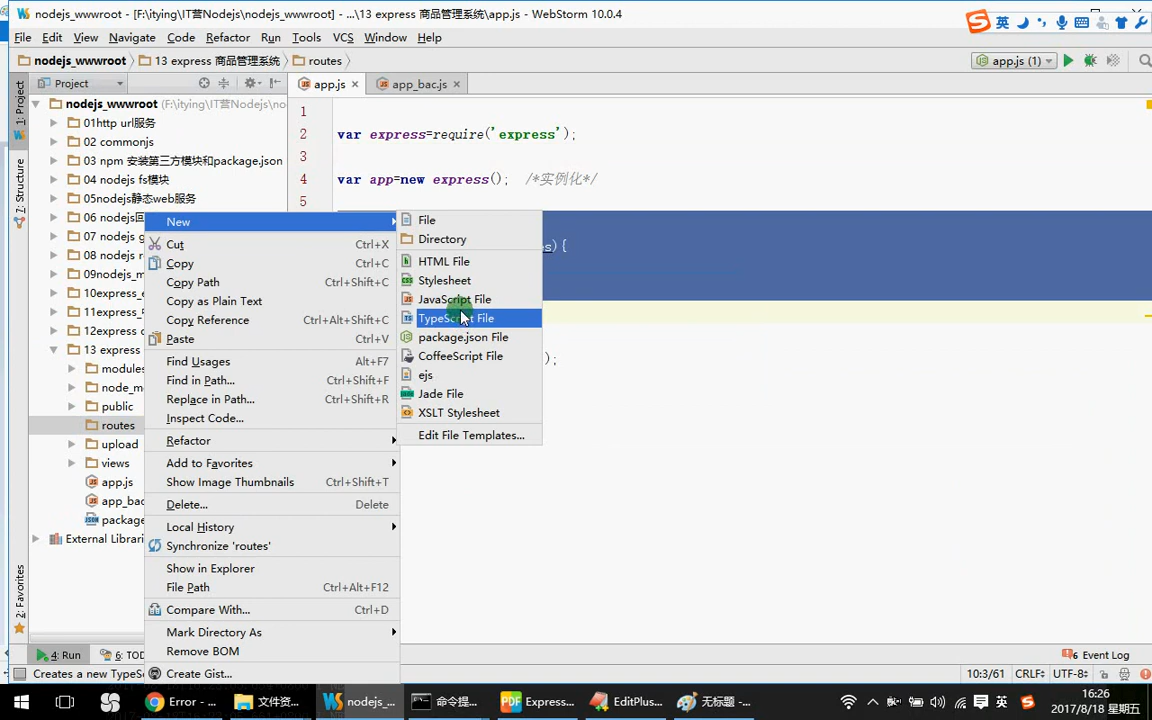 nodejs_wwwroot - [F:\itying\IT营Nodejs\nodejs_wwwroot] - ...\13 express 商品管理系统\app.js - WebStorm 10.0.4
英
File Edit View Navigate Code Refactor Run Tools VCS Window Help
nodejs_wwwroot 13 express 商品管理系统 routes app.js (1)
1: Project
7: Structure
2: Favorites
Project app.js app_bac.js
nodejs_wwwroot (F:\itying\IT营Nodejs\no
01http url服务
02 commonjs
03 npm 安装第三方模块和package.json
04 nodejs fs模块
05nodejs静态web服务
06 nodejs
07 nodejs g
08 nodejs
09nodejs_m
10express_
11express_
12express
13 express
modules
node_m
public
routes
upload
views
app.js
app_bac
package
External Librari
1
2 var express=require('express');
3
4 var app=new express(); /*实例化*/
5
es){
);
New
Cut Ctrl+X
Copy Ctrl+C
Copy Path Ctrl+Shift+C
Copy as Plain Text
Copy Reference Ctrl+Alt+Shift+C
Paste Ctrl+V
Find Usages Alt+F7
Find in Path... Ctrl+Shift+F
Replace in Path... Ctrl+Shift+R
Inspect Code...
Refactor
Add to Favorites
Show Image Thumbnails Ctrl+Shift+T
Delete... Delete
Local History
Synchronize 'routes'
Show in Explorer
File Path Ctrl+Alt+F12
Compare With... Ctrl+D
Mark Directory As
Remove BOM
Create Gist...
File
Directory
HTML File
Stylesheet
JavaScript File
TypeScript File
package.json File
CoffeeScript File
ejs
Jade File
XSLT Stylesheet
Edit File Templates...
4: Run 6: TOD 6 Event Log
Creates a new TypeSc 10:3/61 CRLF÷ UTF-8÷
Error - ... 文件资... nodejs_... 命令提... Express... EditPlus... 无标题 -... 英
16:26
2017/8/18 星期五